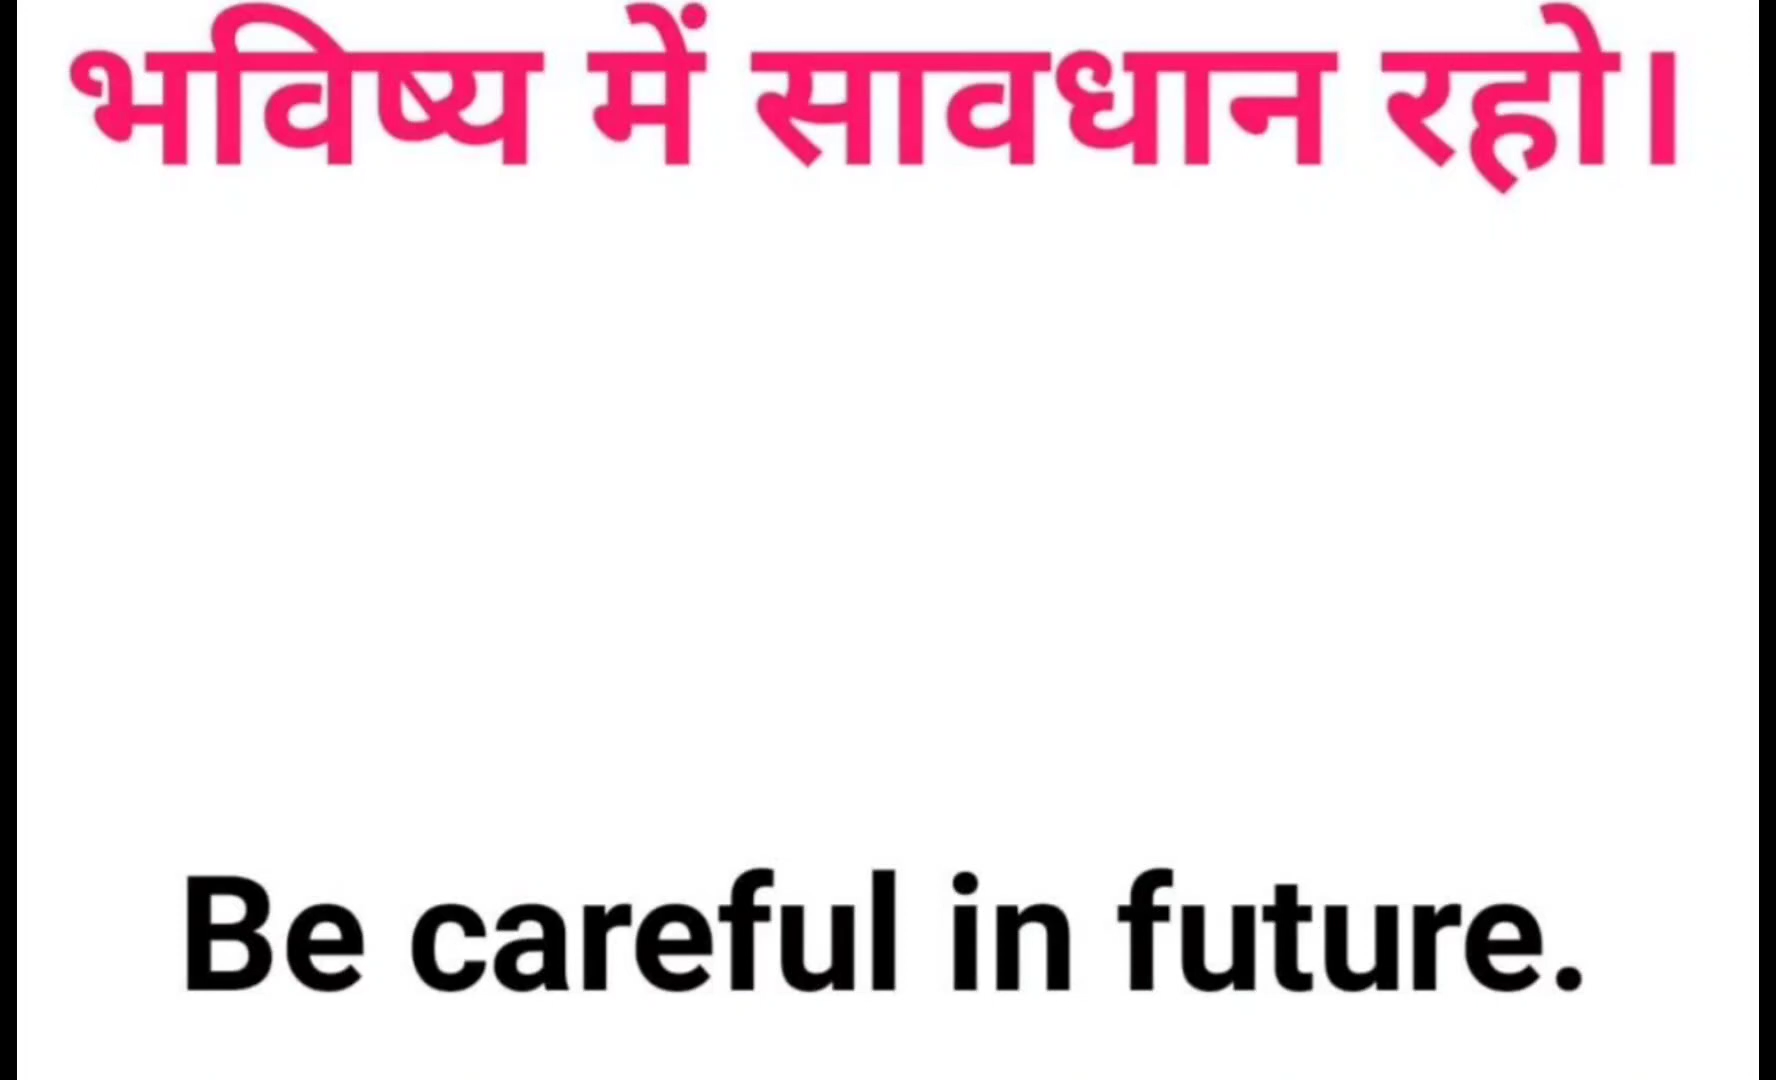 भविष्य में सावधान रहो।
Be careful in future.